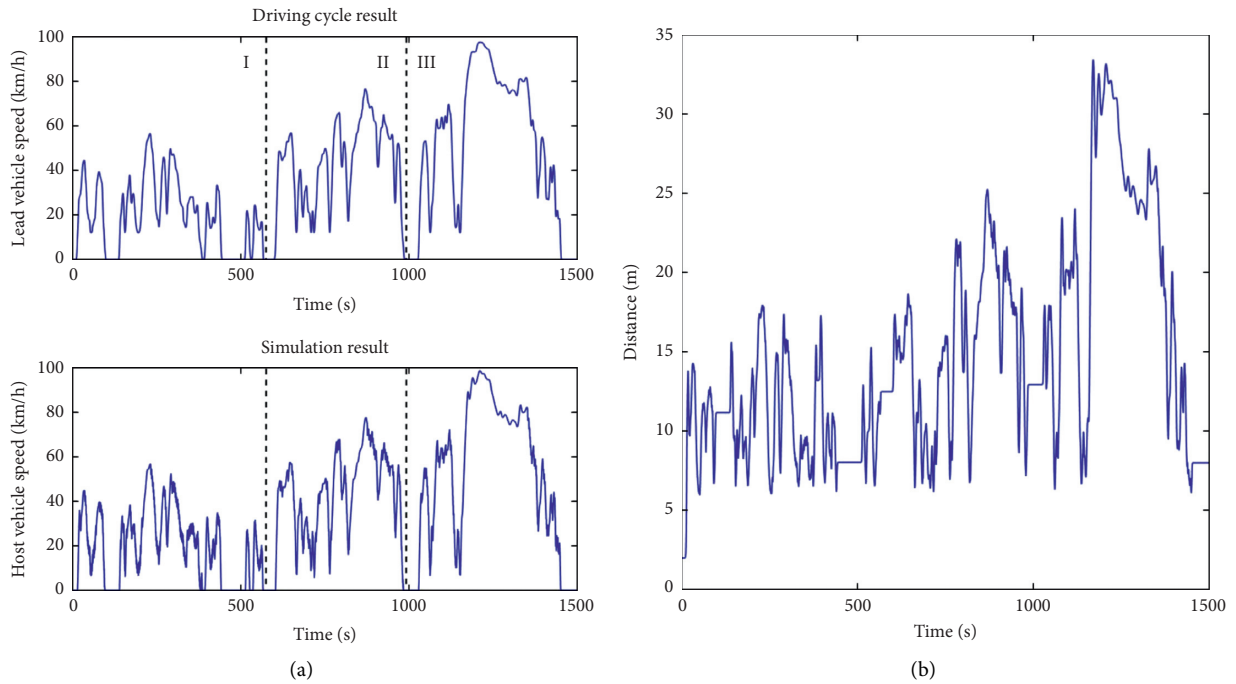 Driving cycle result
Lead vehicle speed (km/h)
100
80
60
40
20
0
I
II
III
0
500
1000
1500
Time (s)
Simulation result
Host vehicle speed (km/h)
100
80
60
40
20
0
0
500
1000
1500
Time (s)
(a)
Distance (m)
35
30
25
20
15
10
5
0
0
500
1000
1500
Time (s)
(b)